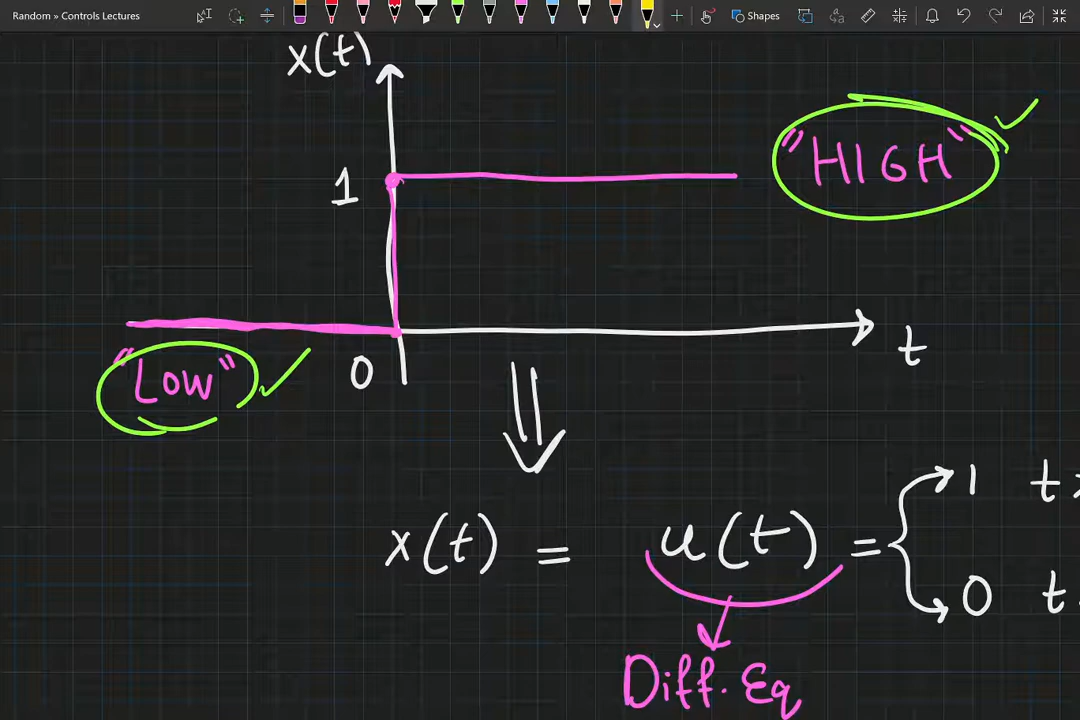 Random » Controls Lectures
Shapes
x(t)
1
"HIGH"
"Low"
0
t
x(t) = u(t) =
1 t
0 t
Diff. Eq